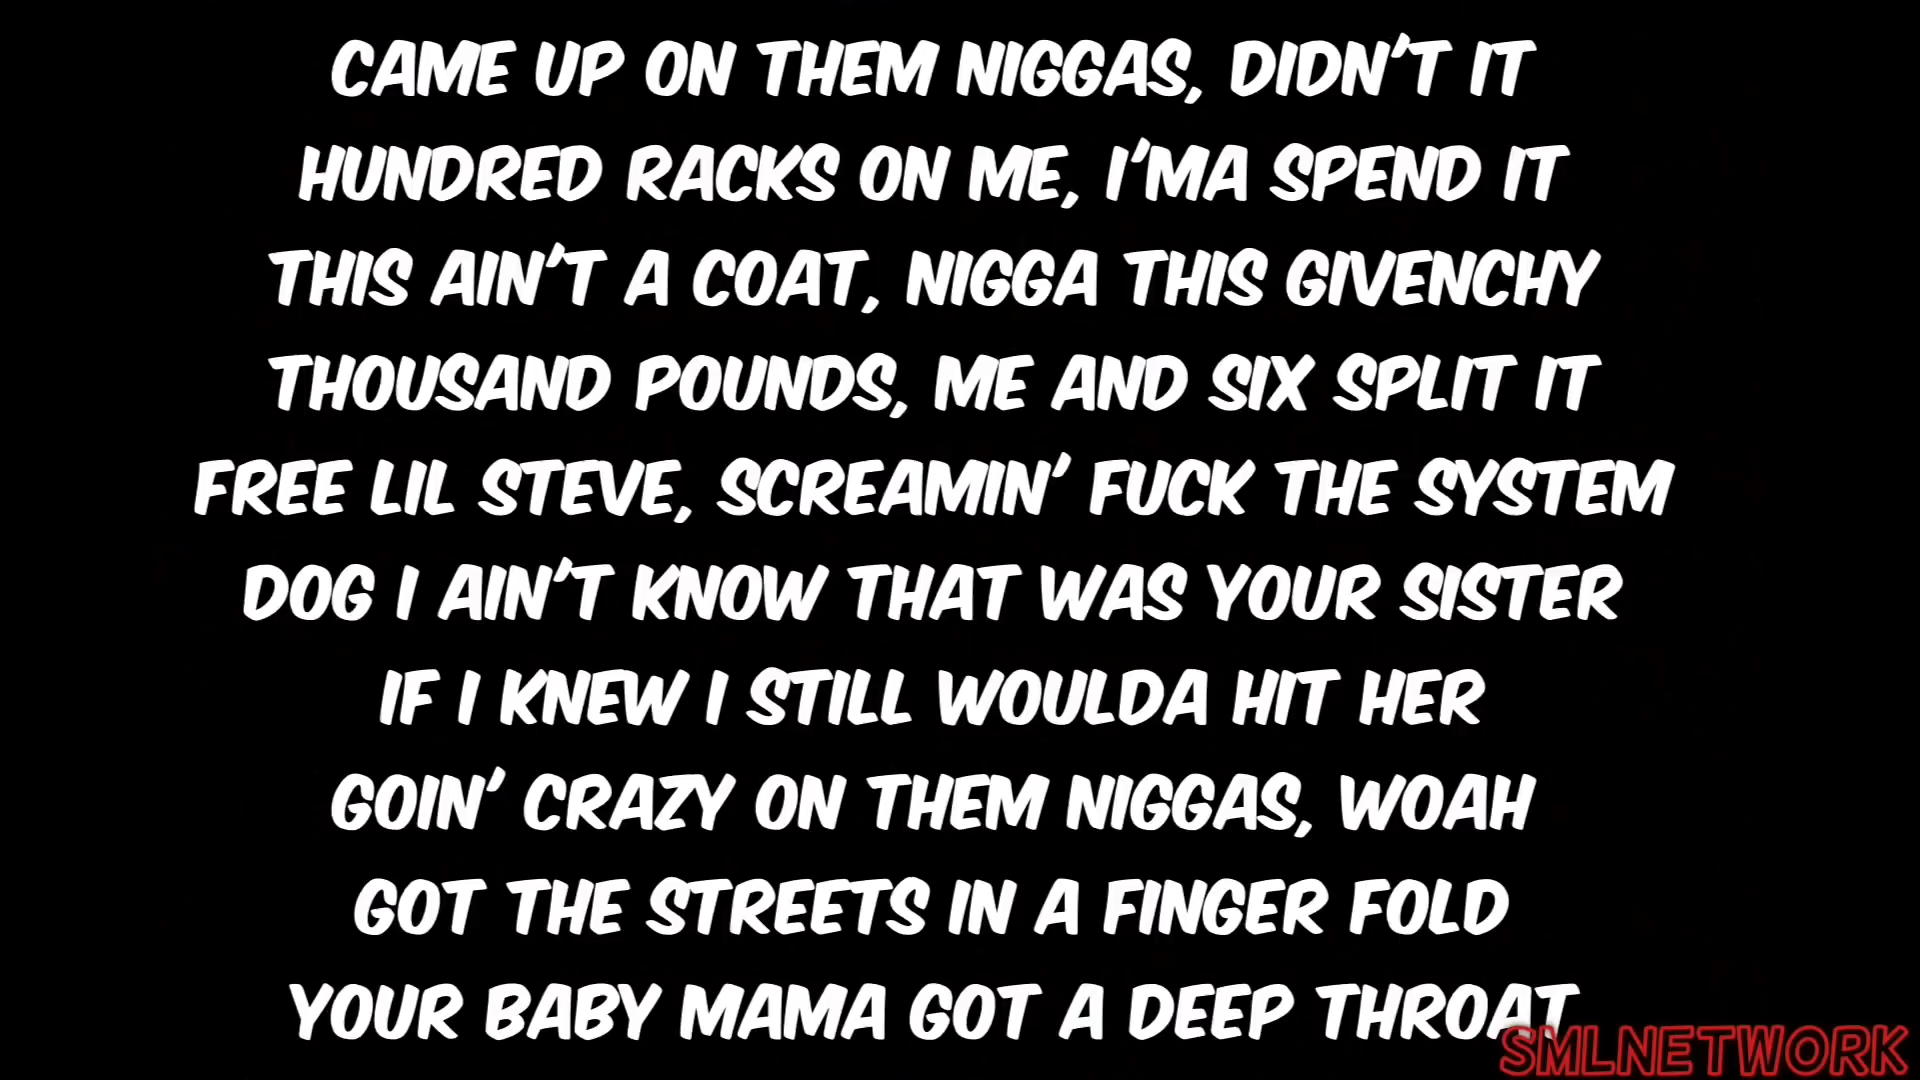 CAME UP ON THEM NIGGAS, DIDN'T IT
HUNDRED RACKS ON ME, I'MA SPEND IT
THIS AIN'T A COAT, NIGGA THIS GIVENCHY
THOUSAND POUNDS, ME AND SIX SPLIT IT
FREE LIL STEVE, SCREAMIN' FUCK THE SYSTEM
DOG I AIN'T KNOW THAT WAS YOUR SISTER
IF I KNEW I STILL WOULDA HIT HER
GOIN' CRAZY ON THEM NIGGAS, WOAH
GOT THE STREETS IN A FINGER FOLD
YOUR BABY MAMA GOT A DEEP THROAT
SMLNETWORK